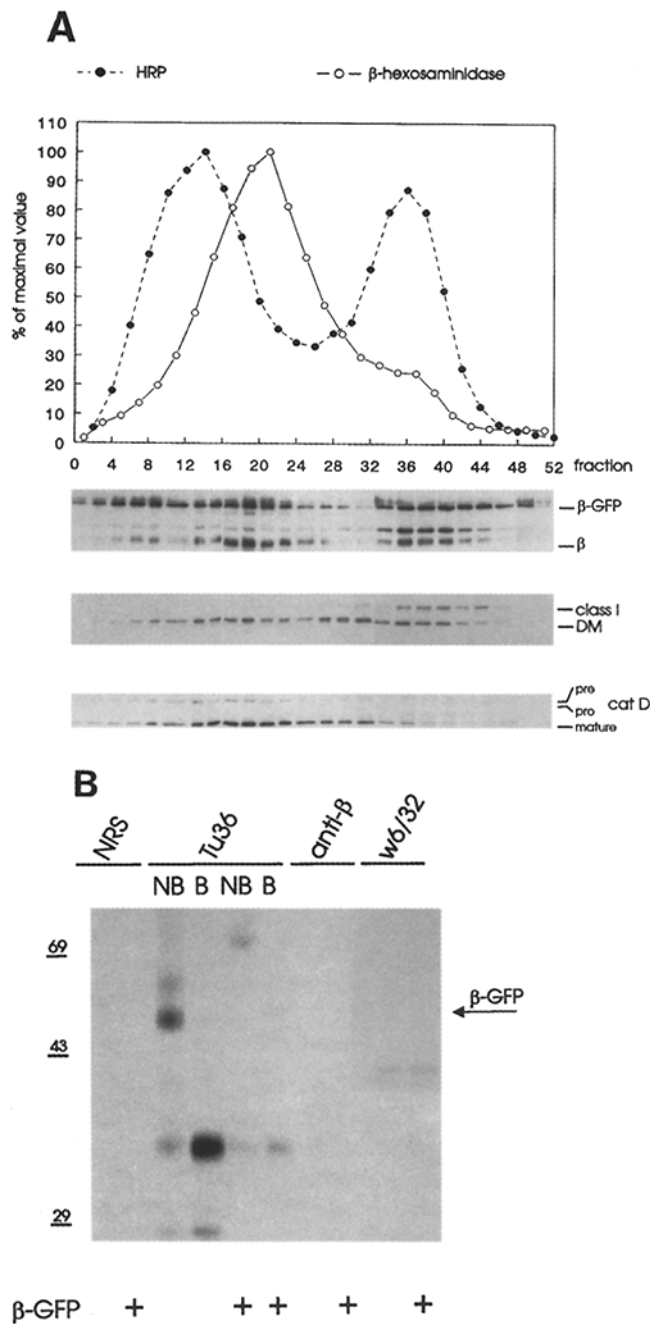 A
HRP
β-hexosaminidase
% of maximal value
110
100
90
80
70
60
50
40
30
20
10
0
0 4 8 12 16 20 24 28 32 36 40 44 48 52 fraction
β-GFP
β
class I
DM
pre
pro
cat D
mature
B
NRS Tu36 anti-β w6/32
NB B NB B
69
β-GFP
43
29
β-GFP + + + + +